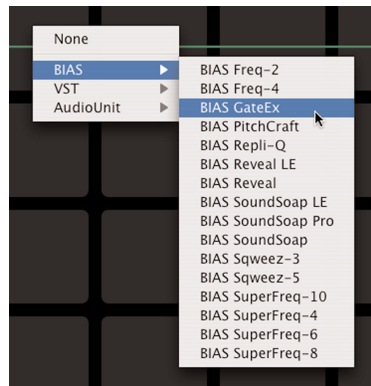 None
BIAS
VST
AudioUnit
BIAS Freq-2
BIAS Freq-4
BIAS GateEx
BIAS PitchCraft
BIAS Repli-Q
BIAS Reveal LE
BIAS Reveal
BIAS SoundSoap LE
BIAS SoundSoap Pro
BIAS SoundSoap
BIAS Sqweez-3
BIAS Sqweez-5
BIAS SuperFreq-10
BIAS SuperFreq-4
BIAS SuperFreq-6
BIAS SuperFreq-8